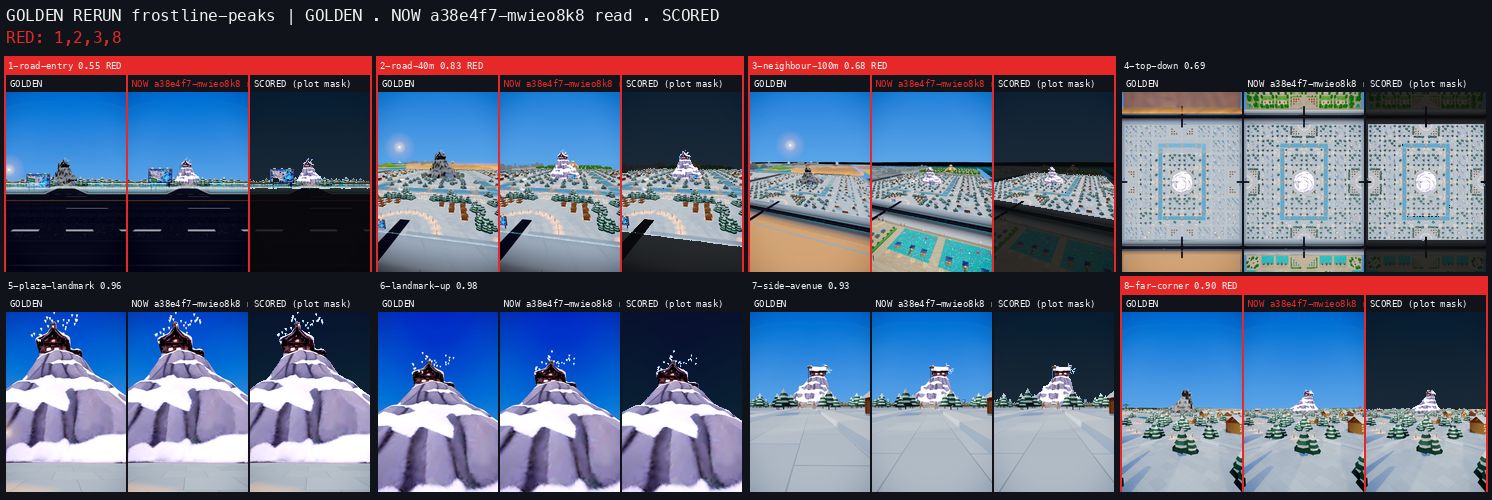 GOLDEN RERUN frostline-peaks | GOLDEN . NOW a38e4f7-mwieo8k8 read . SCORED
RED: 1,2,3,8
1-road-entry 0.55 RED
GOLDEN NOW a38e4f7-mwieo8k8 SCORED (plot mask)
2-road-40m 0.83 RED
GOLDEN NOW a38e4f7-mwieo8k8 SCORED (plot mask)
3-neighbour-100m 0.68 RED
GOLDEN NOW a38e4f7-mwieo8k8 SCORED (plot mask)
4-top-down 0.69
GOLDEN NOW a38e4f7-mwieo8k8 SCORED (plot mask)
5-plaza-landmark 0.96
GOLDEN NOW a38e4f7-mwieo8k8 SCORED (plot mask)
6-landmark-up 0.98
GOLDEN NOW a38e4f7-mwieo8k8 SCORED (plot mask)
7-side-avenue 0.93
GOLDEN NOW a38e4f7-mwieo8k8 SCORED (plot mask)
8-far-corner 0.90 RED
GOLDEN NOW a38e4f7-mwieo8k8 SCORED (plot mask)